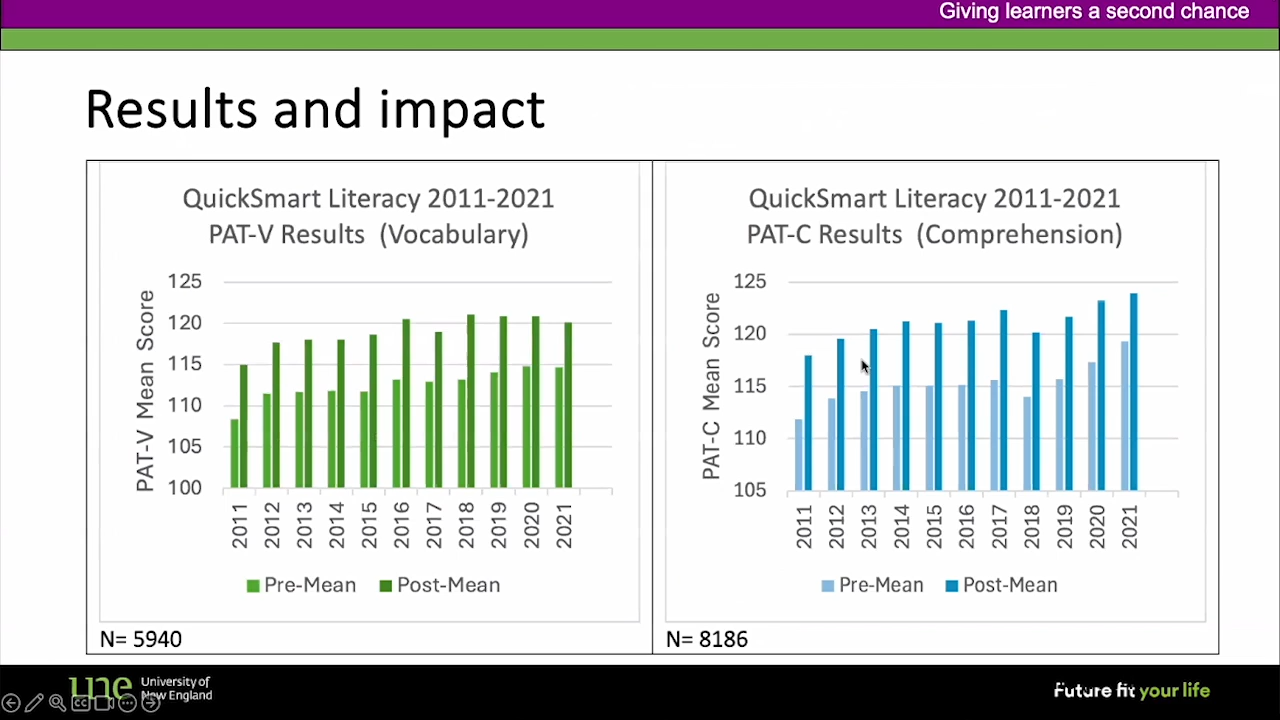 Giving learners a second chance
Results and impact
QuickSmart Literacy 2011-2021
PAT-V Results (Vocabulary)
PAT-V Mean Score
125
120
115
110
105
100
2011
2012
2013
2014
2015
2016
2017
2018
2019
2020
2021
Pre-Mean
Post-Mean
N= 5940
QuickSmart Literacy 2011-2021
PAT-C Results (Comprehension)
PAT-C Mean Score
125
120
115
110
105
2011
2012
2013
2014
2015
2016
2017
2018
2019
2020
2021
Pre-Mean
Post-Mean
N= 8186
une
University of
New England
CC
Future fit your life